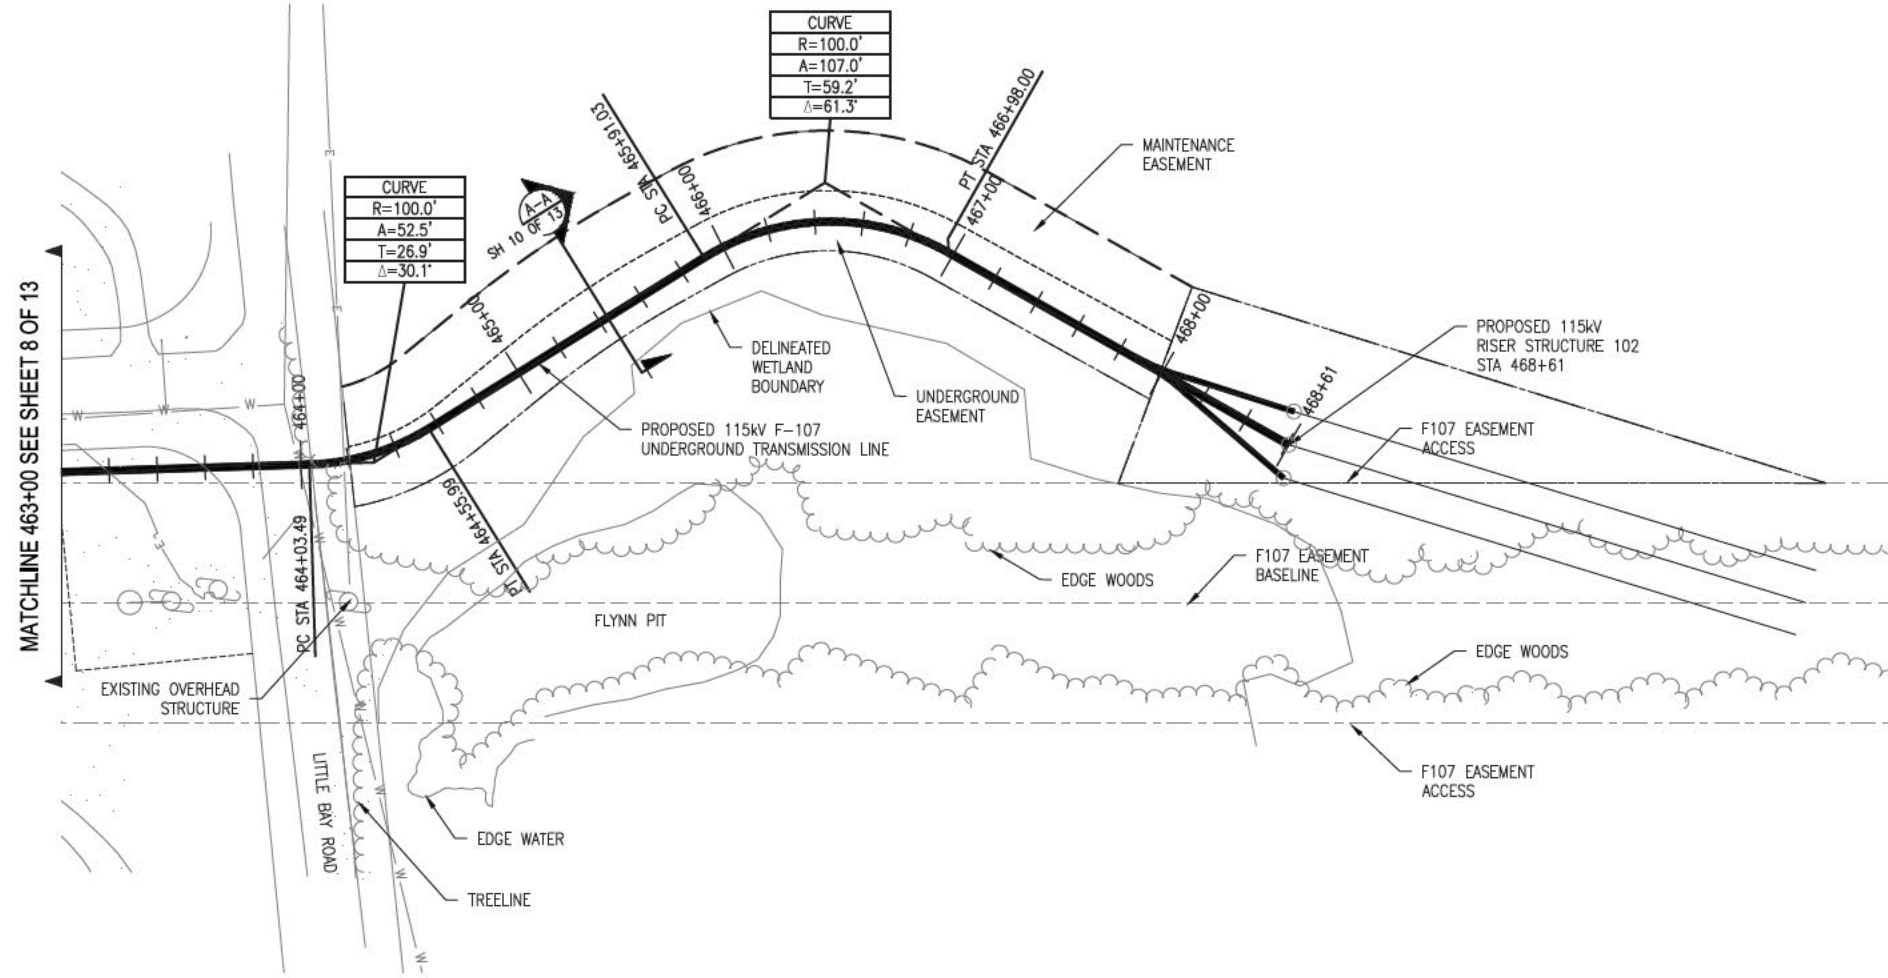 CURVE
R=100.0'
A=107.0'
T=59.2'
Δ=61.3°
CURVE
R=100.0'
A=52.5'
T=26.9'
Δ=30.1°
MATCHLINE 463+00 SEE SHEET 8 OF 13
A-A
SH 10 OF 13
PC STA 465+91.03
466+00
PT STA 466+98.00
467+00
MAINTENANCE
EASEMENT
465+00
468+00
PROPOSED 115kV
RISER STRUCTURE 102
STA 468+61
468+61
DELINEATED
WETLAND
BOUNDARY
UNDERGROUND
EASEMENT
PROPOSED 115kV F-107
UNDERGROUND TRANSMISSION LINE
F107 EASEMENT
ACCESS
464+00
PC STA 464+03.49
PT STA 464+55.99
EDGE WOODS
F107 EASEMENT
BASELINE
FLYNN PIT
EDGE WOODS
EXISTING OVERHEAD
STRUCTURE
LITTLE BAY ROAD
F107 EASEMENT
ACCESS
EDGE WATER
TREELINE
E
E
E
W
W
W
W
W
W
W
W
W
W